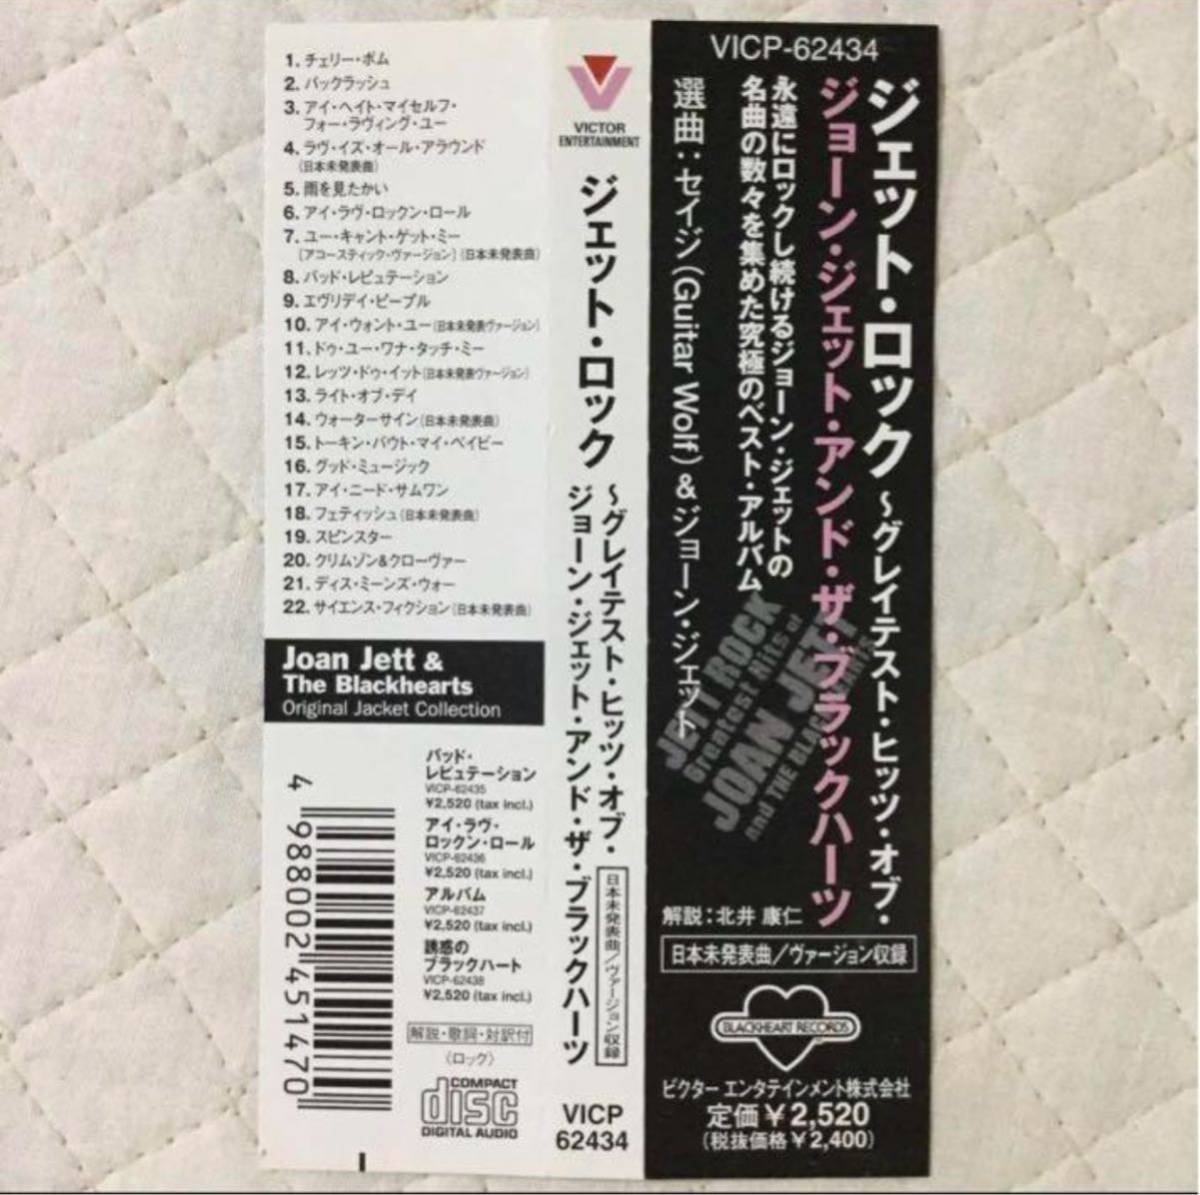 1. チェリー・ボム
2. バックラッシュ
3. アイ・ヘイト・マイセルフ・
フォー・ラヴィング・ユー
4. ラヴ・イズ・オール・アラウンド
(日本未発表曲)
5. 雨を見たかい
6. アイ・ラヴ・ロックン・ロール
7. ユー・キャント・ゲット・ミー
[アコースティック・ヴァージョン] (日本未発表曲)
8. バッド・レピュテーション
9. エヴリデイ・ピープル
10. アイ・ウォント・ユー(日本未発表ヴァージョン)
11. ドゥ・ユー・ワナ・タッチ・ミー
12. レッツ・ドゥ・イット(日本未発表ヴァージョン)
13. ライト・オブ・デイ
14. ウォーターサイン(日本未発表曲)
15. トーキン・バウト・マイ・ベイビー
16. グッド・ミュージック
17. アイ・ニード・サムワン
18. フェティッシュ(日本未発表曲)
19. スピンスター
20. クリムゾン&クローヴァー
21. ディス・ミーンズ・ウォー
22. サイエンス・フィクション(日本未発表曲)
Joan Jett &
The Blackhearts
Original Jacket Collection
バッド・
レピュテーション
VICP-62435
¥2,520 (tax incl.)
アイ・ラヴ・
ロックン・ロール
VICP-62436
¥2,520 (tax incl.)
アルバム
VICP-62437
¥2,520 (tax incl.)
誘惑の
ブラックハート
VICP-62438
¥2,520 (tax incl.)
解説・歌詞・対訳付
〈ロック〉
COMPACT
disc
DIGITAL AUDIO
4 988002 451470
VICTOR
ENTERTAINMENT
ジェット・ロック
~グレイテスト・ヒッツ・オブ・
ジョーン・ジェット・アンド・ザ・ブラックハーツ
日本未発表曲/ヴァージョン収録
VICP
62434
VICP-62434
ジェット・ロック ~グレイテスト・ヒッツ・オブ・
ジョーン・ジェット・アンド・ザ・ブラックハーツ
永遠にロックし続けるジョーン・ジェットの
名曲の数々を集めた究極のベスト・アルバム
選曲:セイジ(Guitar Wolf) & ジョーン・ジェット
JETT ROCK
Greatest Hits of
JOAN JETT
and THE BLACKHEARTS
解説:北井 康仁
日本未発表曲/ヴァージョン収録
BLACKHEART RECORDS
ビクター エンタテインメント株式会社
定価¥2,520
(税抜価格¥2,400)